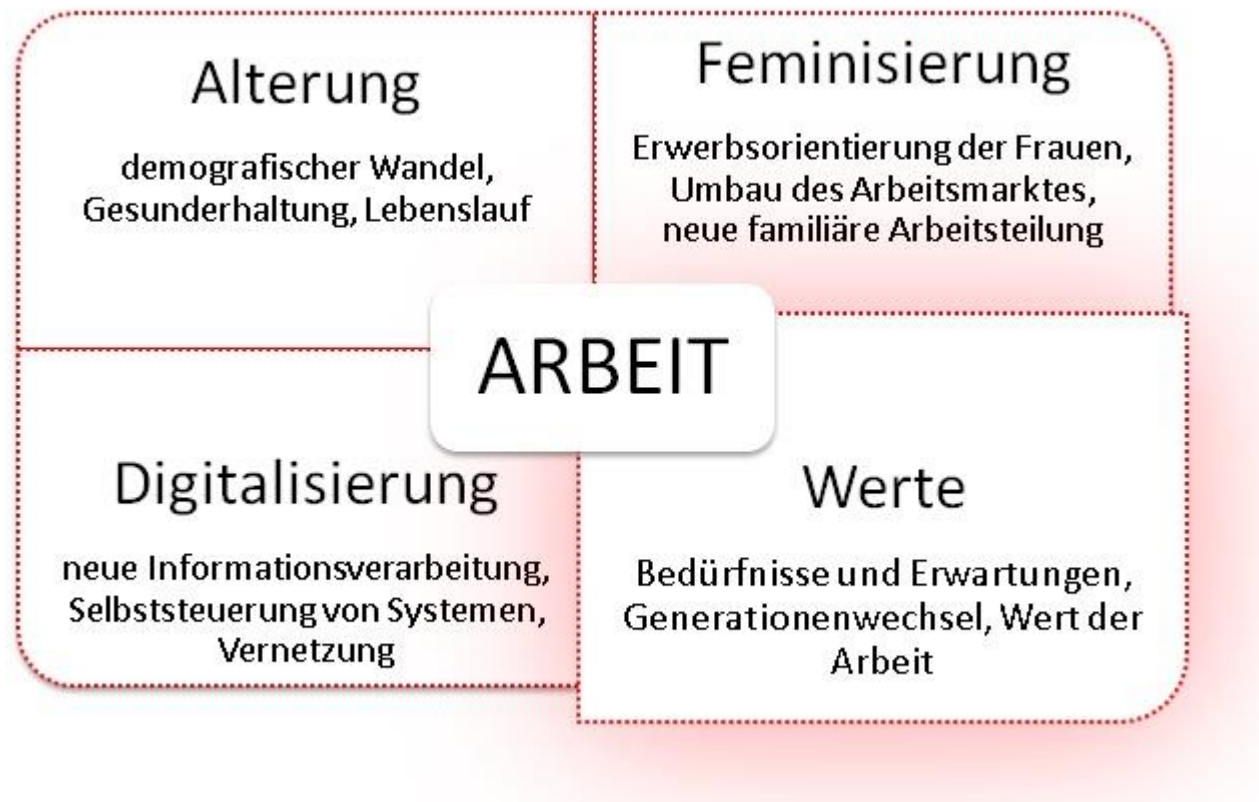 Alterung
demografischer Wandel,
Gesunderhaltung, Lebenslauf
Feminisierung
Erwerbsorientierung der Frauen,
Umbau des Arbeitsmarktes,
neue familiäre Arbeitsteilung
ARBEIT
Digitalisierung
neue Informationsverarbeitung,
Selbststeuerung von Systemen,
Vernetzung
Werte
Bedürfnisse und Erwartungen,
Generationenwechsel, Wert der
Arbeit